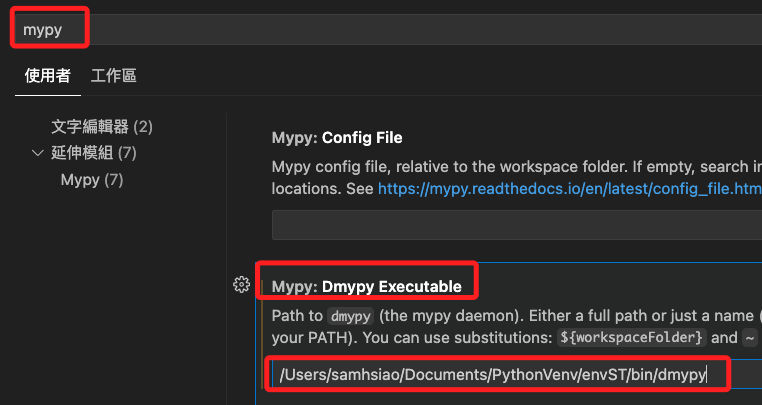 mypy
使用者 工作區
文字編輯器 (2)
延伸模組 (7)
Mypy (7)
Mypy: Config File
Mypy config file, relative to the workspace folder. If empty, search in
locations. See https://mypy.readthedocs.io/en/latest/config_file.htm
Mypy: Dmypy Executable
Path to dmypy (the mypy daemon). Either a full path or just a name (
your PATH). You can use substitutions: ${workspaceFolder} and ~
/Users/samhsiao/Documents/PythonVenv/envST/bin/dmypy